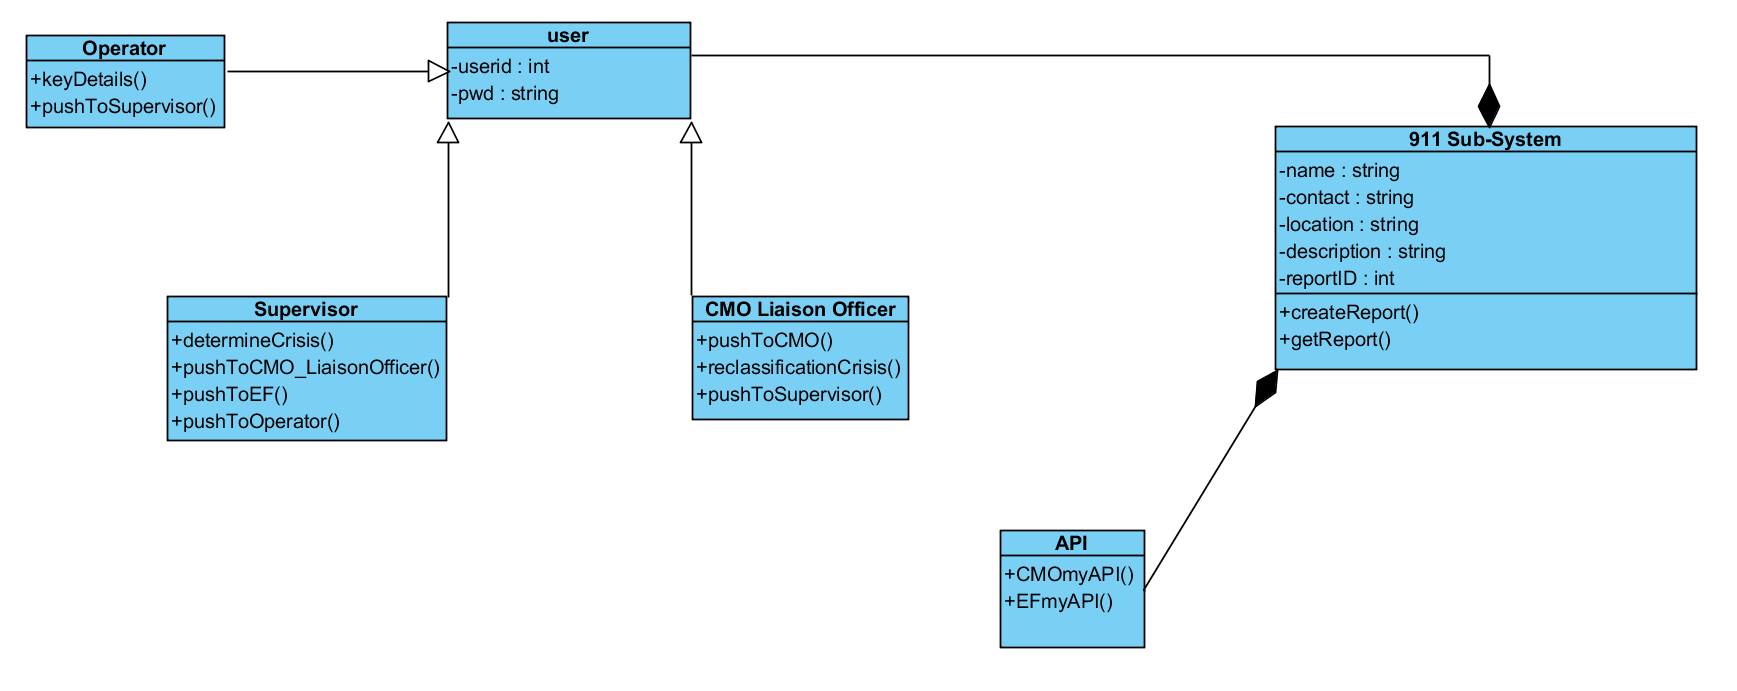 Operator
+keyDetails()
+pushToSupervisor()
user
-userid : int
-pwd : string
911 Sub-System
-name : string
-contact : string
-location : string
-description : string
-reportID : int
+createReport()
+getReport()
Supervisor
+determineCrisis()
+pushToCMO_LiaisonOfficer()
+pushToEF()
+pushToOperator()
CMO Liaison Officer
+pushToCMO()
+reclassificationCrisis()
+pushToSupervisor()
API
+CMOmyAPI()
+EFmyAPI()